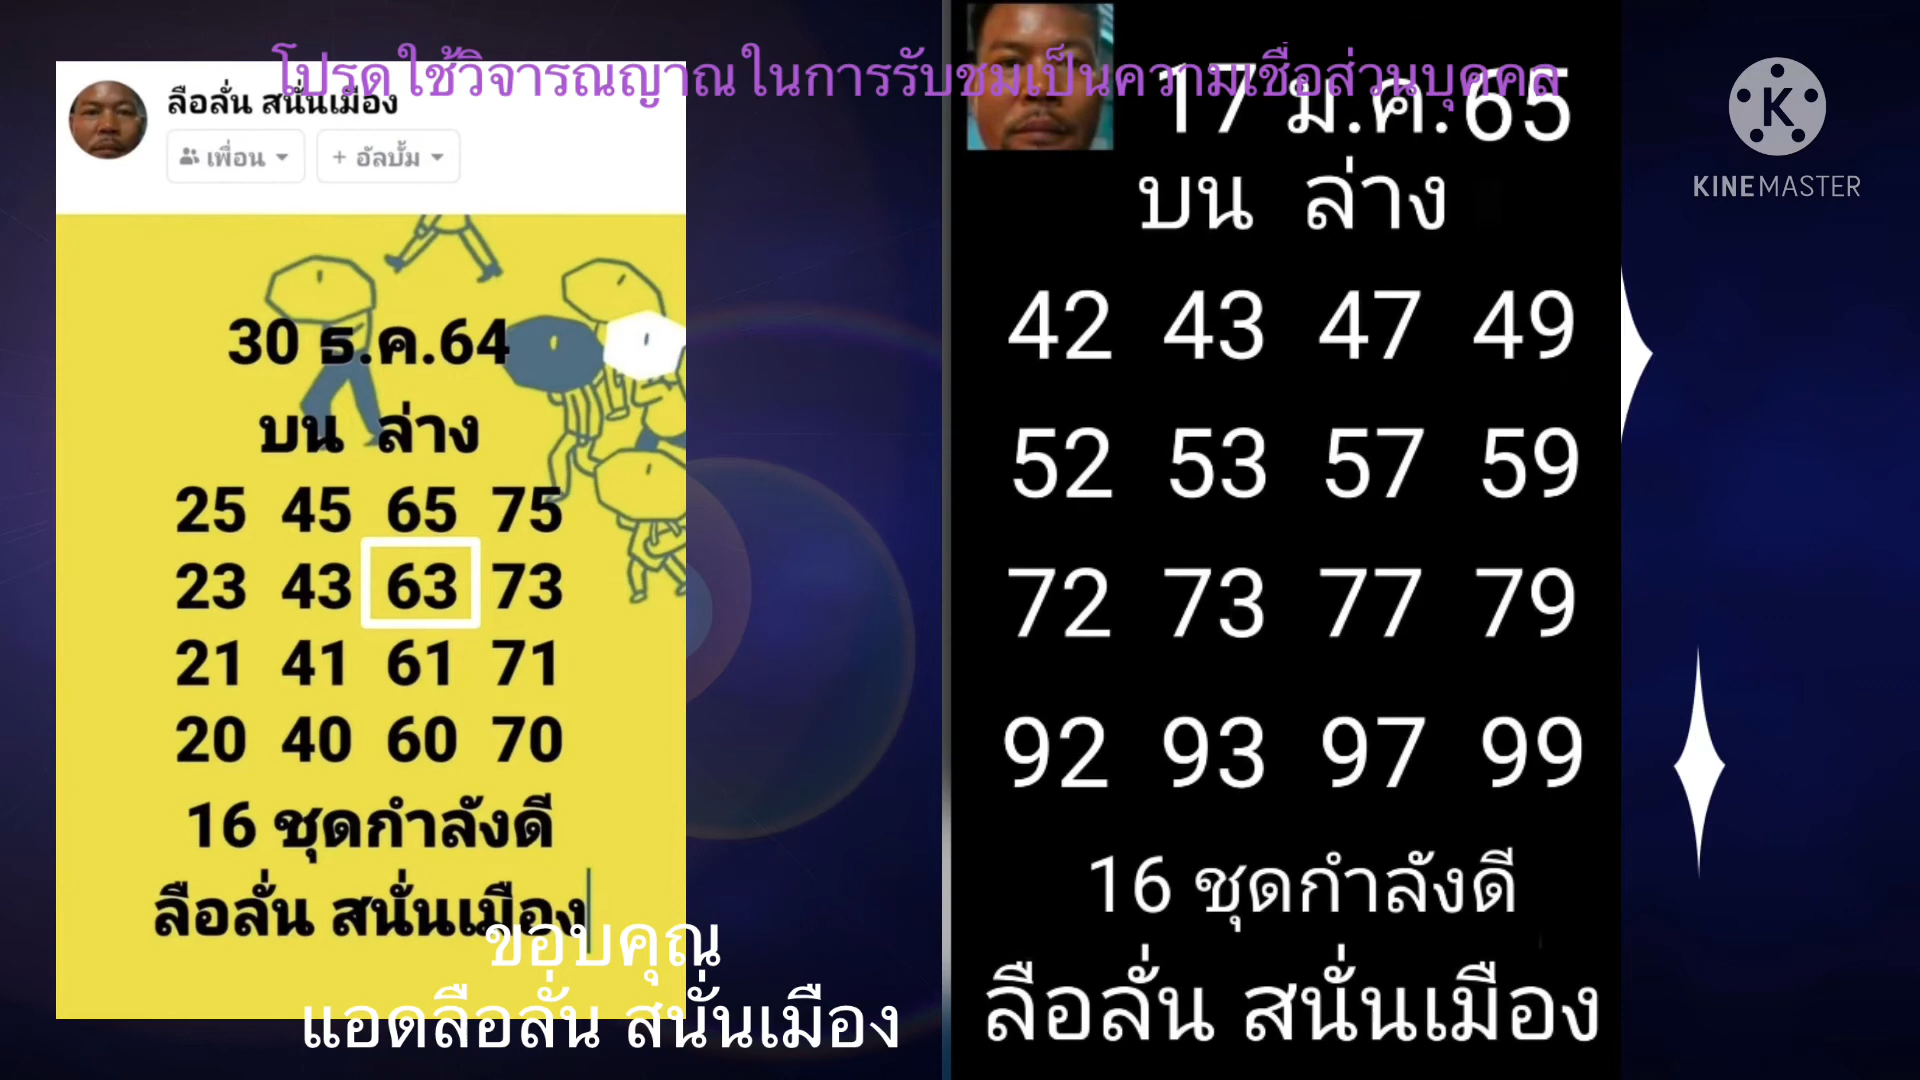 โปรดใช้วิจารณญาณในการรับชมเป็นความเชื่อส่วนบุคคล
ลือลั่น สนั่นเมือง
เพื่อน
+ อัลบั้ม
30 ธ.ค.64
บน ล่าง
25 45 65 75
23 43 63 73
21 41 61 71
20 40 60 70
16 ชุดกำลังดี
ลือลั่น สนั่นเมือง
ขอบคุณ
แอดลือลั่น สนั่นเมือง
17 ม.ค.65
บน ล่าง
42 43 47 49
52 53 57 59
72 73 77 79
92 93 97 99
16 ชุดกำลังดี
ลือลั่น สนั่นเมือง
K
KINEMASTER